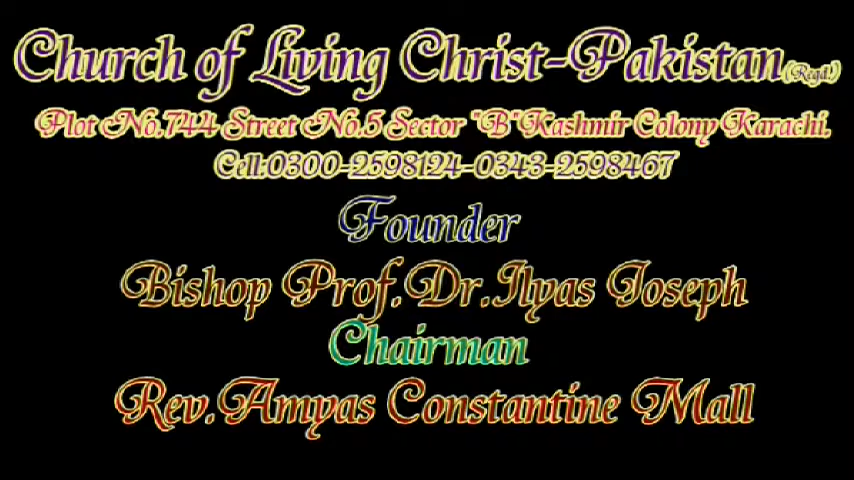 Church of Living Christ-Pakistan(Regd.)
Plot No.744 Street No.5 Sector "B"Kashmir Colony Karachi.
Cell:0300-2598124-0343-2598467
Founder
Bishop Prof.Dr.Ilyas Joseph
Chairman
Rev.Amyas Constantine Mall